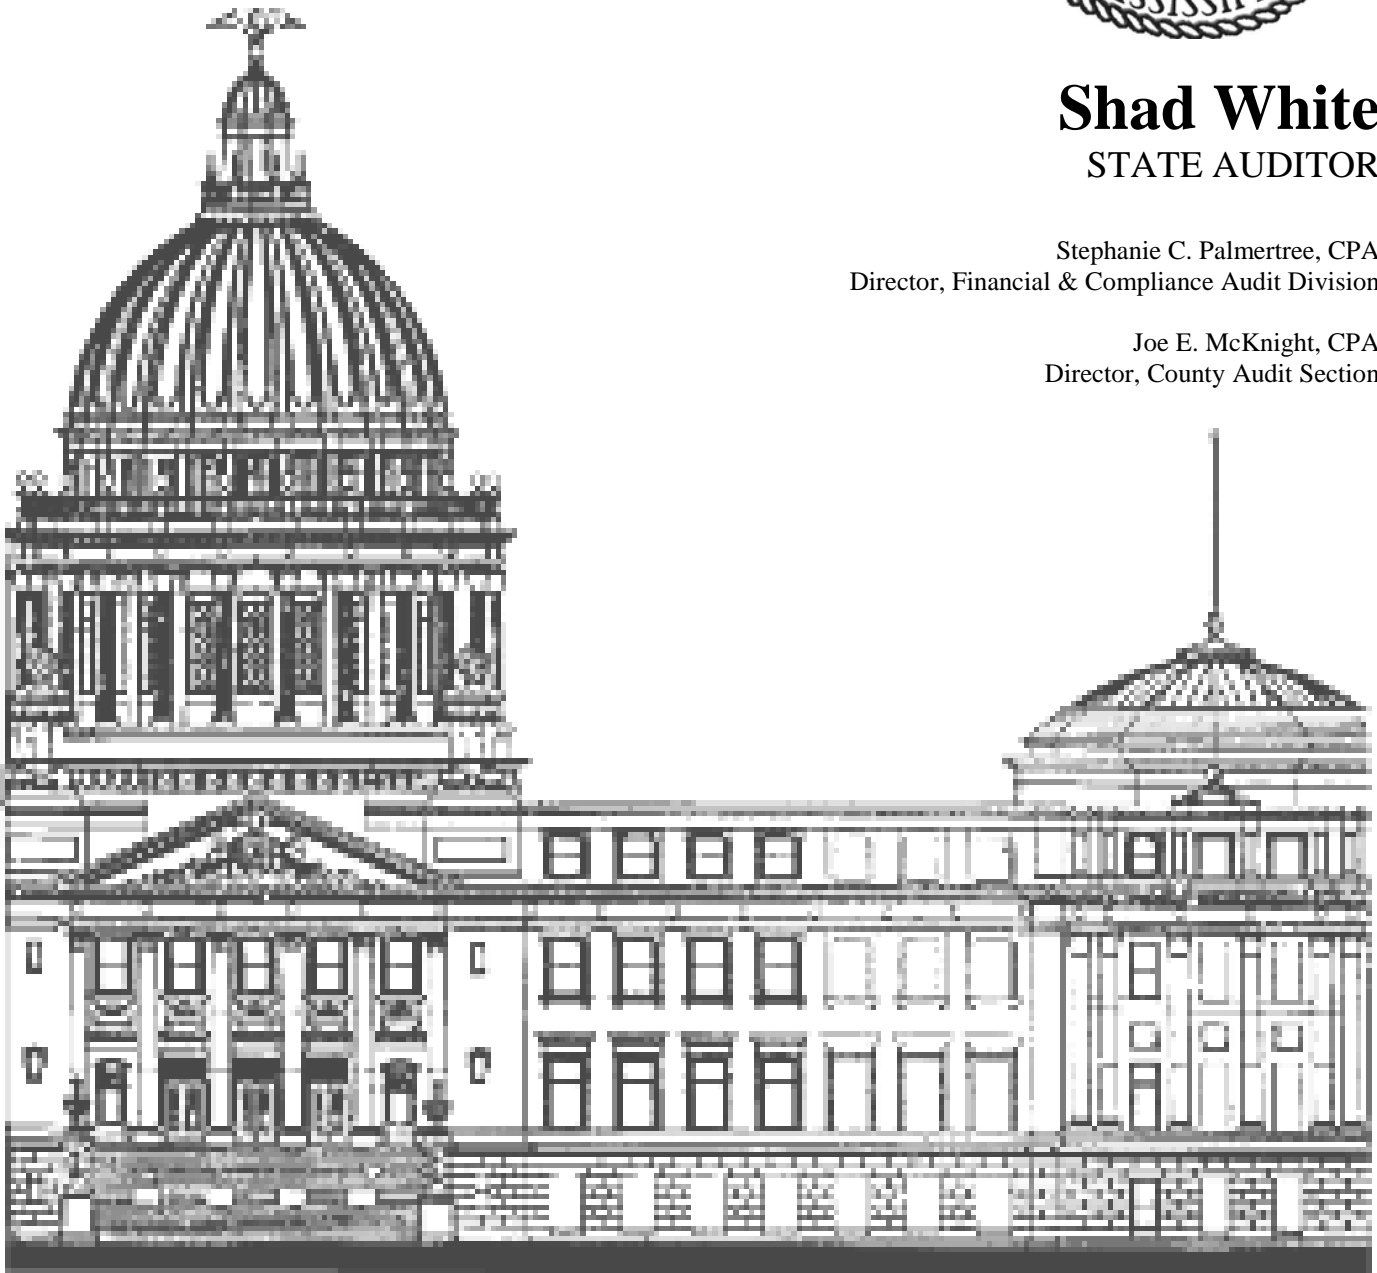 Shad White
STATE AUDITOR
Stephanie C. Palmertree, CPA
Director, Financial & Compliance Audit Division
Joe E. McKnight, CPA
Director, County Audit Section